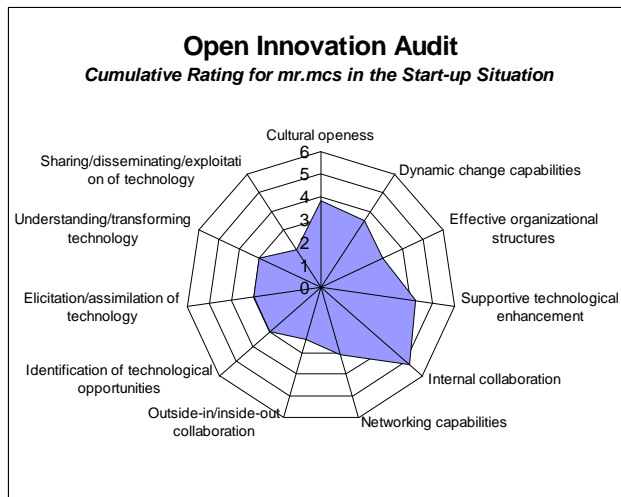 Open Innovation Audit
Cumulative Rating for mr.mcs in the Start-up Situation
Cultural openess
Dynamic change capabilities
Effective organizational
structures
Supportive technological
enhancement
Internal collaboration
Networking capabilities
Outside-in/inside-out
collaboration
Identification of technological
opportunities
Elicitation/assimilation of
technology
Understanding/transforming
technology
Sharing/disseminating/exploitati
on of technology
6
5
4
3
2
1
0